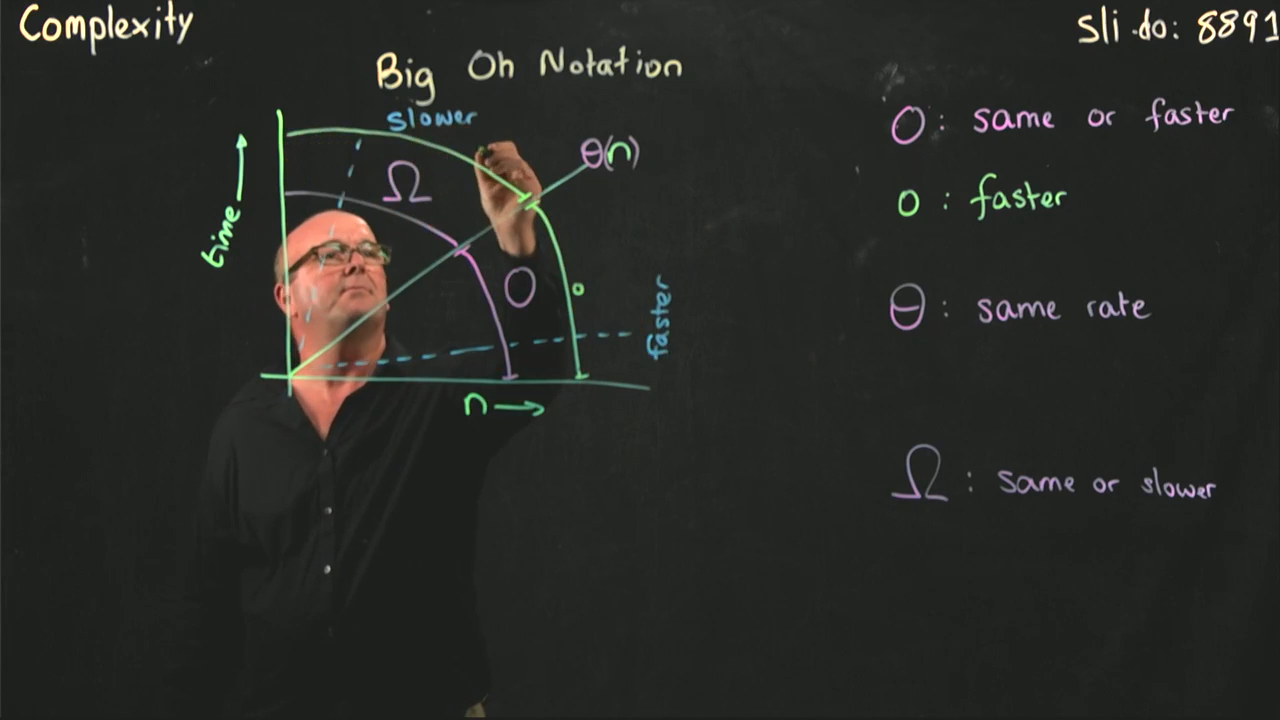 Complexity
Sli.do: 8891
Big Oh Notation
slower
θ(n)
Ω
time
O
o
faster
n
O: same or faster
o: faster
θ: same rate
Ω: same or slower